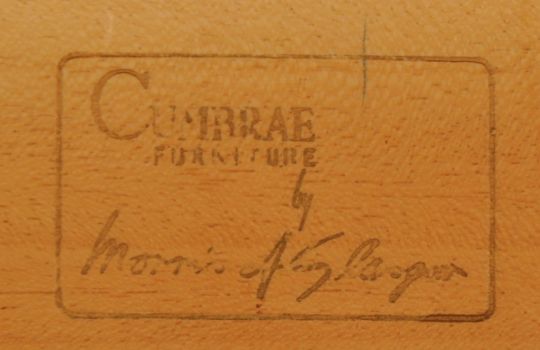 CUMBRAE
FURNITURE
by
Morris of Glasgow